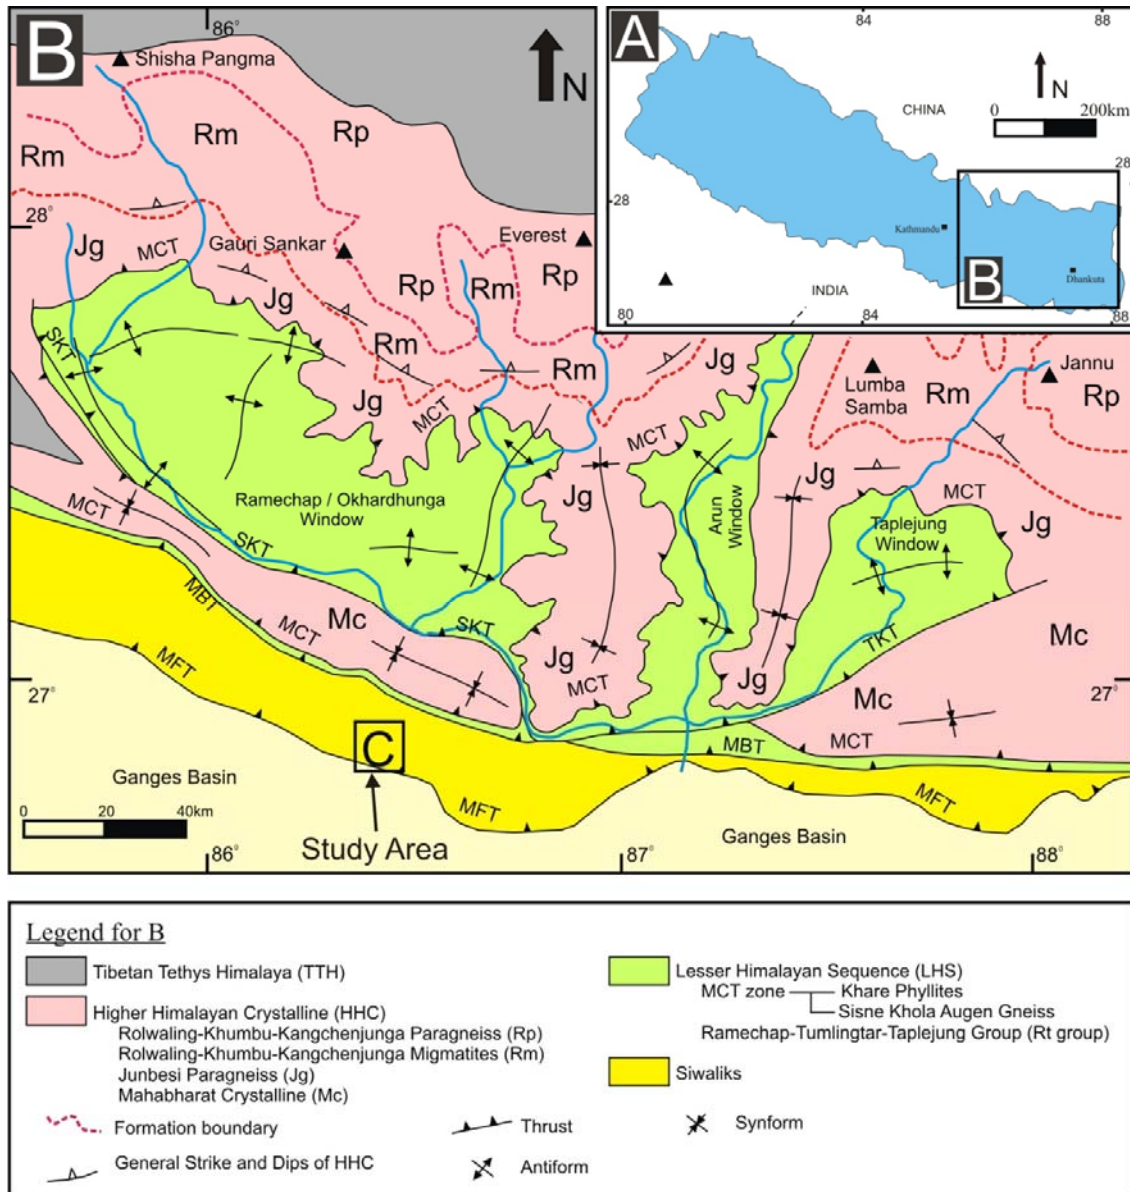 B
86°
Shisha Pangma
N
A
84
88
CHINA
N
0 200km
28
28
Kathmandu
Dhankuta
B
INDIA
80
84
88
Rm
Rm
Rp
28°
Jg
MCT
Gauri Sankar
Everest
Rp
Rm
Rp
Jg
Rm
Rm
Jg
Jg
Lumba
Samba
Rm
Jannu
Rp
SKT
MCT
MCT
Jg
Jg
MCT
Jg
Ramechap / Okhardhunga
Window
Arun
Window
Taplejung
Window
MCT
SKT
MBT
MCT
Mc
SKT
Jg
MCT
Jg
TKT
Mc
Mc
27°
27°
MFT
C
MBT
MCT
Ganges Basin
MFT
MFT
0 20 40km
Study Area
Ganges Basin
86°
87°
88°
Legend for B
Tibetan Tethys Himalaya (TTH)
Higher Himalayan Crystalline (HHC)
Rolwaling-Khumbu-Kangchenjunga Paragneiss (Rp)
Rolwaling-Khumbu-Kangchenjunga Migmatites (Rm)
Junbesi Paragneiss (Jg)
Mahabharat Crystalline (Mc)
Formation boundary
General Strike and Dips of HHC
Thrust
Antiform
Lesser Himalayan Sequence (LHS)
MCT zone Khare Phyllites
Sisne Khola Augen Gneiss
Ramechap-Tumlingtar-Taplejung Group (Rt group)
Siwaliks
Synform